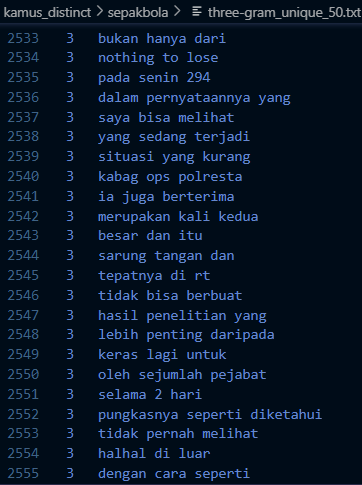 kamus_distinct > sepakbola > three-gram_unique_50.txt
2533 3 bukan hanya dari
2534 3 nothing to lose
2535 3 pada senin 294
2536 3 dalam pernyataannya yang
2537 3 saya bisa melihat
2538 3 yang sedang terjadi
2539 3 situasi yang kurang
2540 3 kabag ops polresta
2541 3 ia juga berterima
2542 3 merupakan kali kedua
2543 3 besar dan itu
2544 3 sarung tangan dan
2545 3 tepatnya di rt
2546 3 tidak bisa berbuat
2547 3 hasil penelitian yang
2548 3 lebih penting daripada
2549 3 keras lagi untuk
2550 3 oleh sejumlah pejabat
2551 3 selama 2 hari
2552 3 pungkasnya seperti diketahui
2553 3 tidak pernah melihat
2554 3 halhal di luar
2555 3 dengan cara seperti